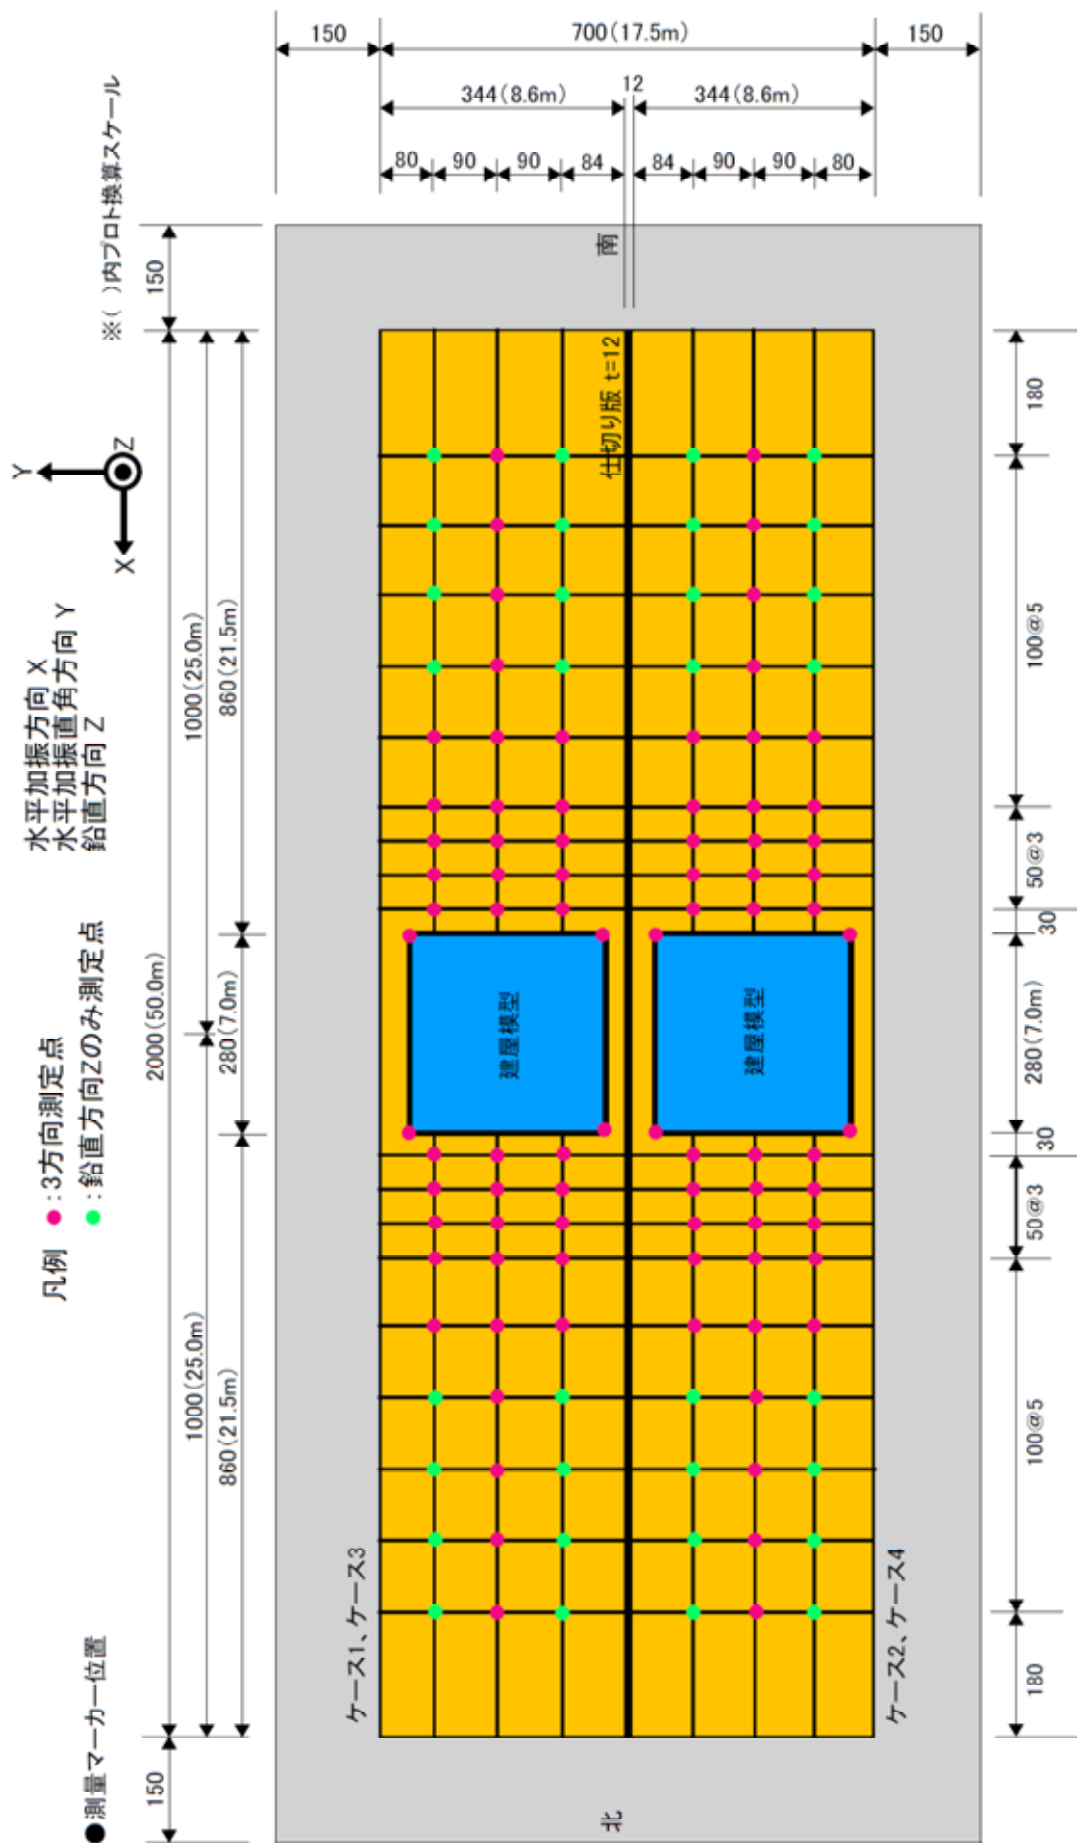 ●測量マーカー位置
凡例
●：3方向測定点
●：鉛直方向Zのみ測定点
水平加振方向 X
水平加振直角方向 Y
鉛直方向 Z
Y
X
Z
※( )内プロト換算スケール
150
700(17.5m)
150
344(8.6m)
12
344(8.6m)
80
90
90
84
84
90
90
80
150
2000(50.0m)
150
1000(25.0m)
1000(25.0m)
860(21.5m)
280(7.0m)
860(21.5m)
南
仕切り版 t=12
建屋模型
建屋模型
ケース1、ケース3
ケース2、ケース4
北
180
100@5
50@3
30
280(7.0m)
30
50@3
100@5
180